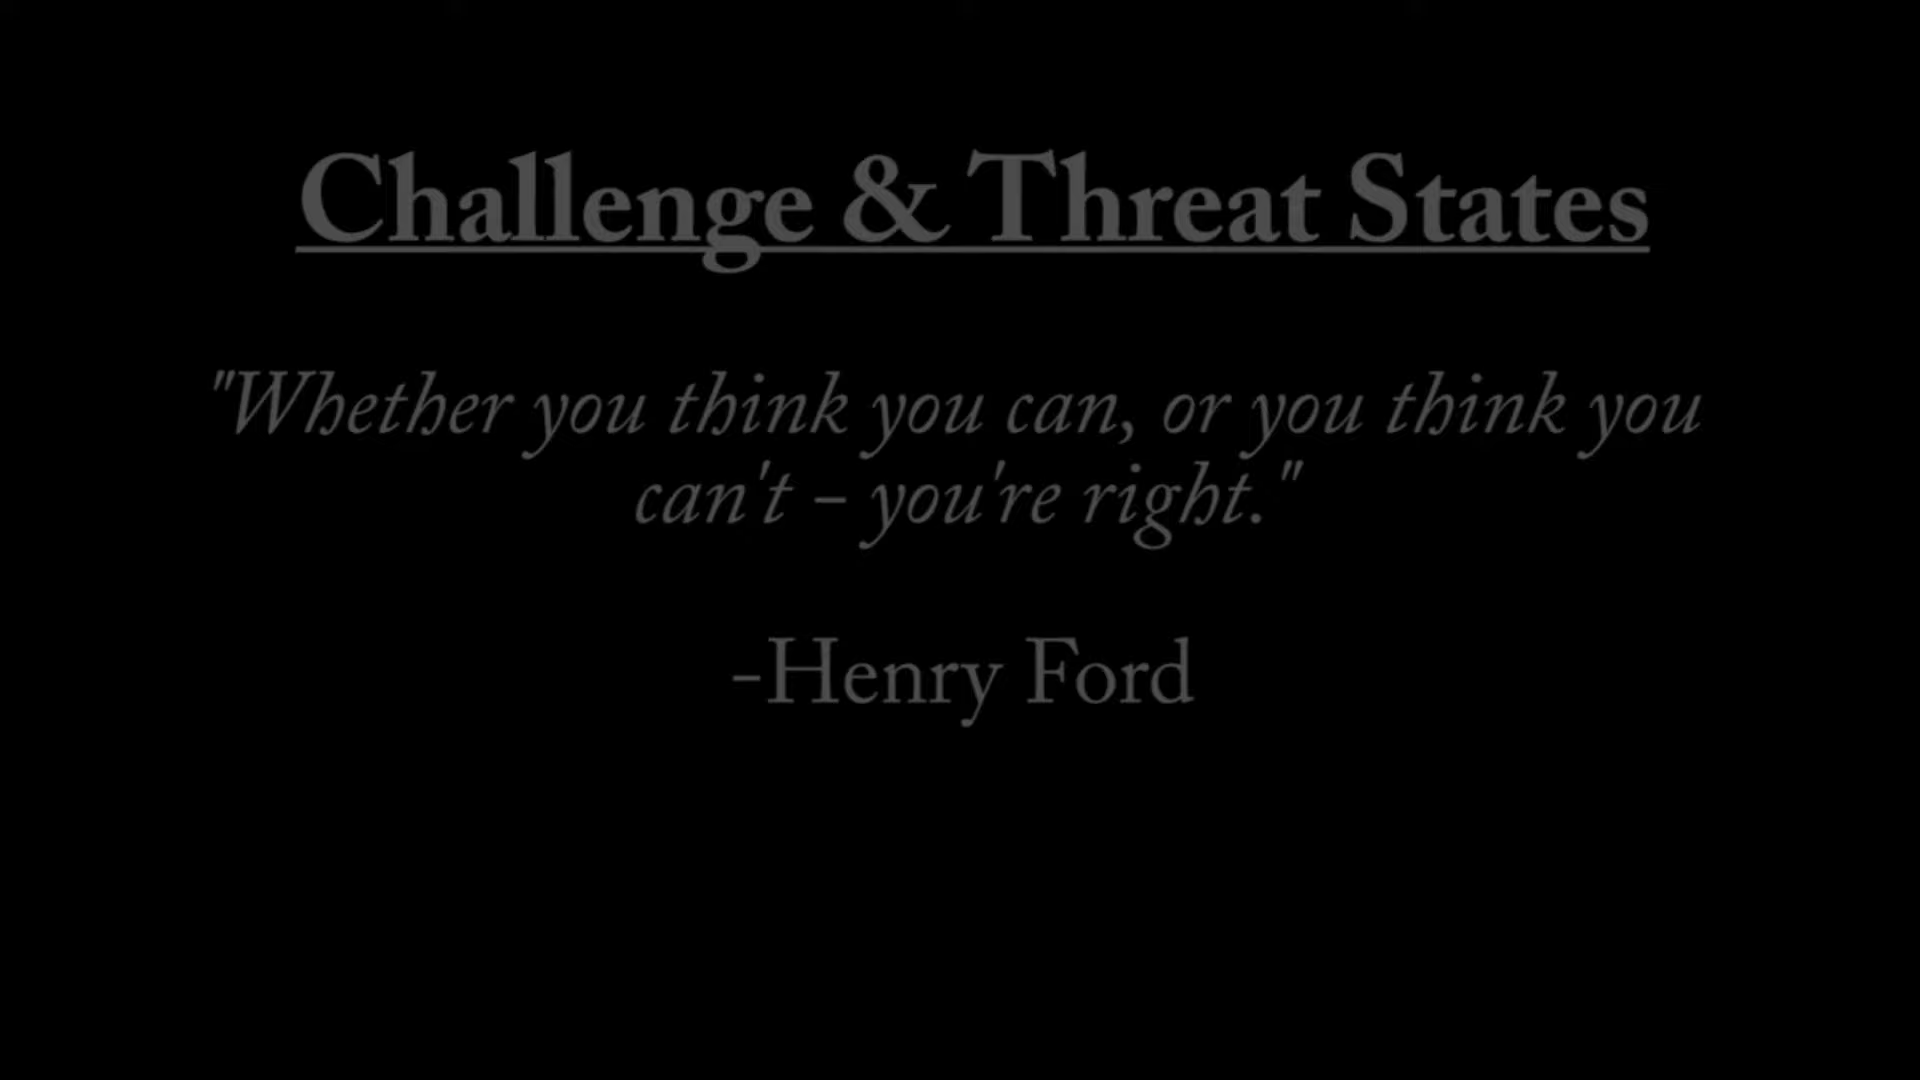 Challenge & Threat States
"Whether you think you can, or you think you
can't – you're right."
-Henry Ford